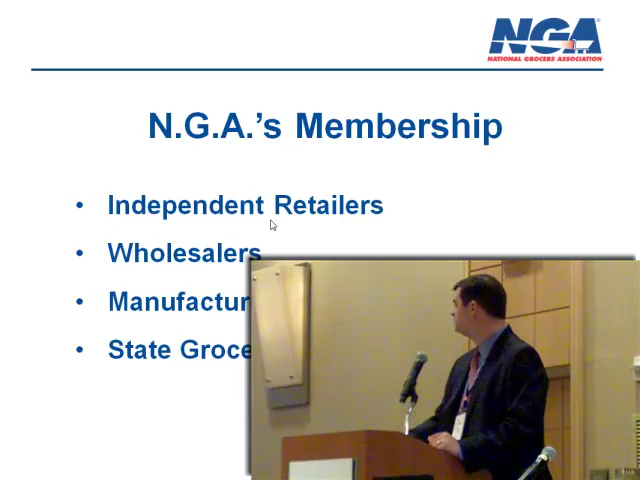 NGA
NATIONAL GROCERS ASSOCIATION
N.G.A.'s Membership
• Independent Retailers
• Wholesalers
• Manufactur
• State Groce